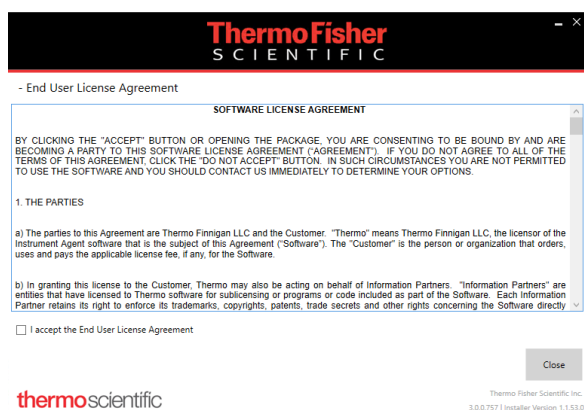 ThermoFisher
SCIENTIFIC
- End User License Agreement
SOFTWARE LICENSE AGREEMENT
BY CLICKING THE "ACCEPT" BUTTON OR OPENING THE PACKAGE, YOU ARE CONSENTING TO BE BOUND BY AND ARE
BECOMING A PARTY TO THIS SOFTWARE LICENSE AGREEMENT ("AGREEMENT"). IF YOU DO NOT AGREE TO ALL OF THE
TERMS OF THIS AGREEMENT, CLICK THE "DO NOT ACCEPT" BUTTON. IN SUCH CIRCUMSTANCES YOU ARE NOT PERMITTED
TO USE THE SOFTWARE AND YOU SHOULD CONTACT US IMMEDIATELY TO DETERMINE YOUR OPTIONS.
1. THE PARTIES
a) The parties to this Agreement are Thermo Finnigan LLC and the Customer. "Thermo" means Thermo Finnigan LLC, the licensor of the
Instrument Agent software that is the subject of this Agreement ("Software"). The "Customer" is the person or organization that orders,
uses and pays the applicable license fee, if any, for the Software.
b) In granting this license to the Customer, Thermo may also be acting on behalf of Information Partners. "Information Partners" are
entities that have licensed to Thermo software for sublicensing or programs or code included as part of the Software. Each Information
Partner retains its right to enforce its trademarks, copyrights, patents, trade secrets and other rights concerning the Software directly
I accept the End User License Agreement
Close
thermoscientific
Thermo Fisher Scientific Inc.
3.0.0.757 | Installer Version 1.1.53.0